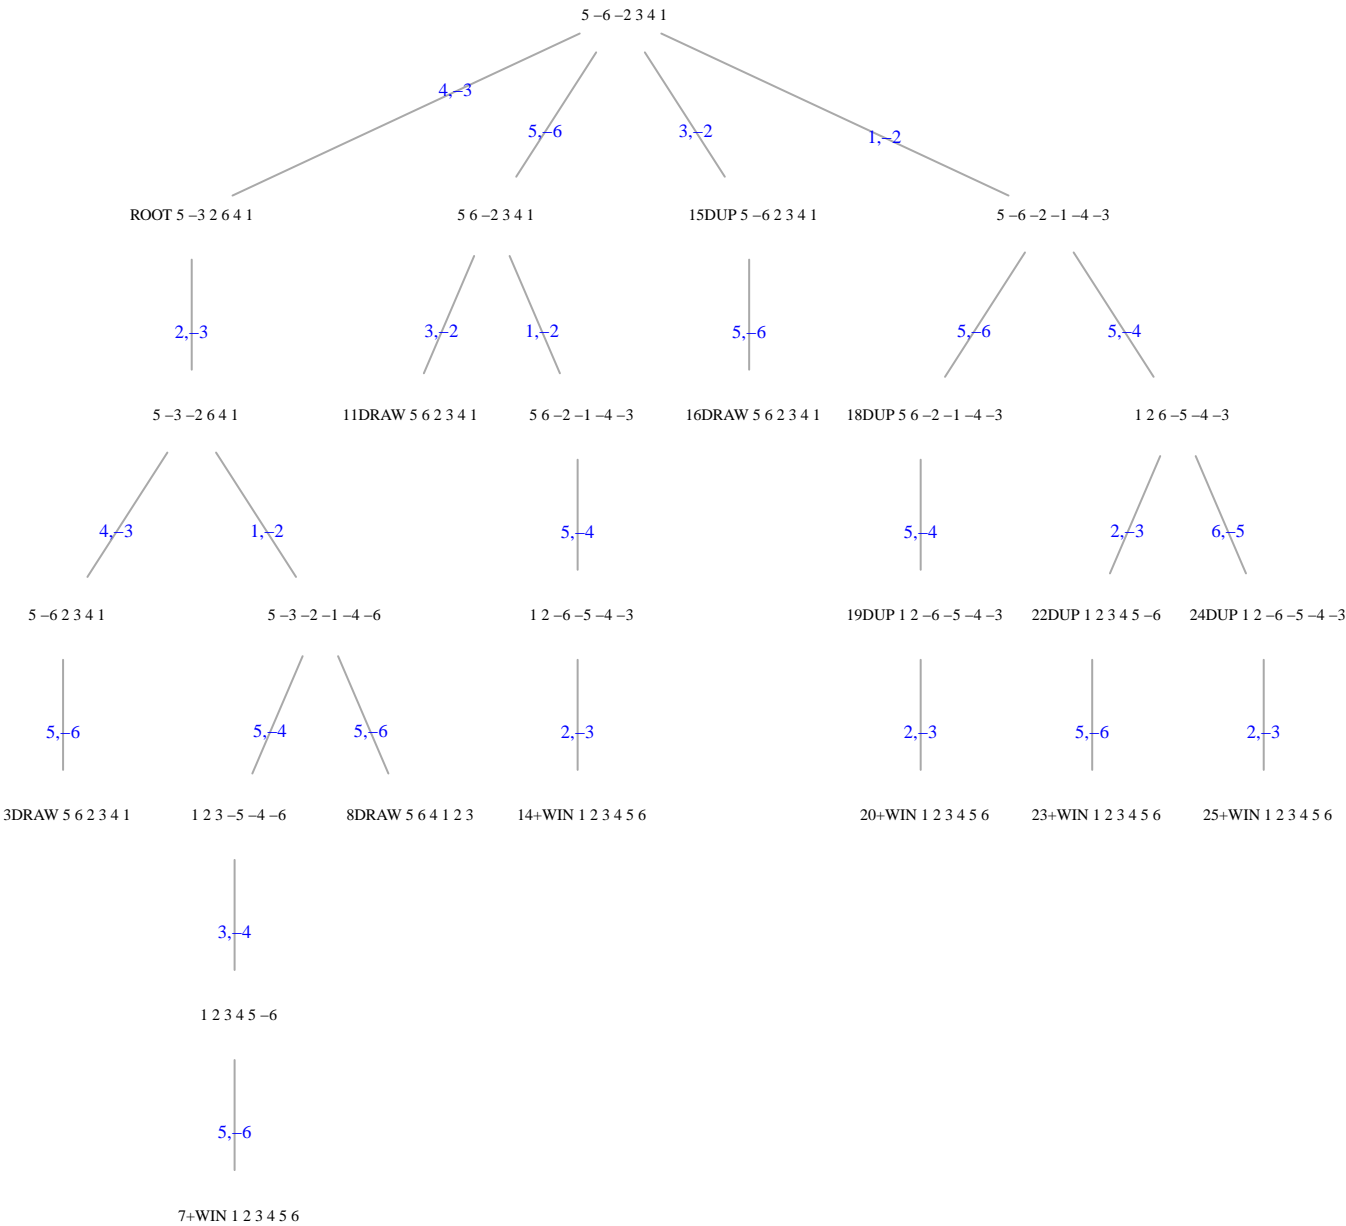 5 –6 –2 3 4 1
4,–3
5,–6
3,–2
1,–2
ROOT 5 –3 2 6 4 1
5 6 –2 3 4 1
15DUP 5 –6 2 3 4 1
5 –6 –2 –1 –4 –3
2,–3
3,–2
1,–2
5,–6
5,–6
5,–4
5 –3 –2 6 4 1
11DRAW 5 6 2 3 4 1
5 6 –2 –1 –4 –3
16DRAW 5 6 2 3 4 1
18DUP 5 6 –2 –1 –4 –3
1 2 6 –5 –4 –3
4,–3
1,–2
5,–4
5,–4
2,–3
6,–5
5 –6 2 3 4 1
5 –3 –2 –1 –4 –6
1 2 –6 –5 –4 –3
19DUP 1 2 –6 –5 –4 –3
22DUP 1 2 3 4 5 –6
24DUP 1 2 –6 –5 –4 –3
5,–6
5,–4
5,–6
2,–3
2,–3
5,–6
2,–3
3DRAW 5 6 2 3 4 1
1 2 3 –5 –4 –6
8DRAW 5 6 4 1 2 3
14+WIN 1 2 3 4 5 6
20+WIN 1 2 3 4 5 6
23+WIN 1 2 3 4 5 6
25+WIN 1 2 3 4 5 6
3,–4
1 2 3 4 5 –6
5,–6
7+WIN 1 2 3 4 5 6